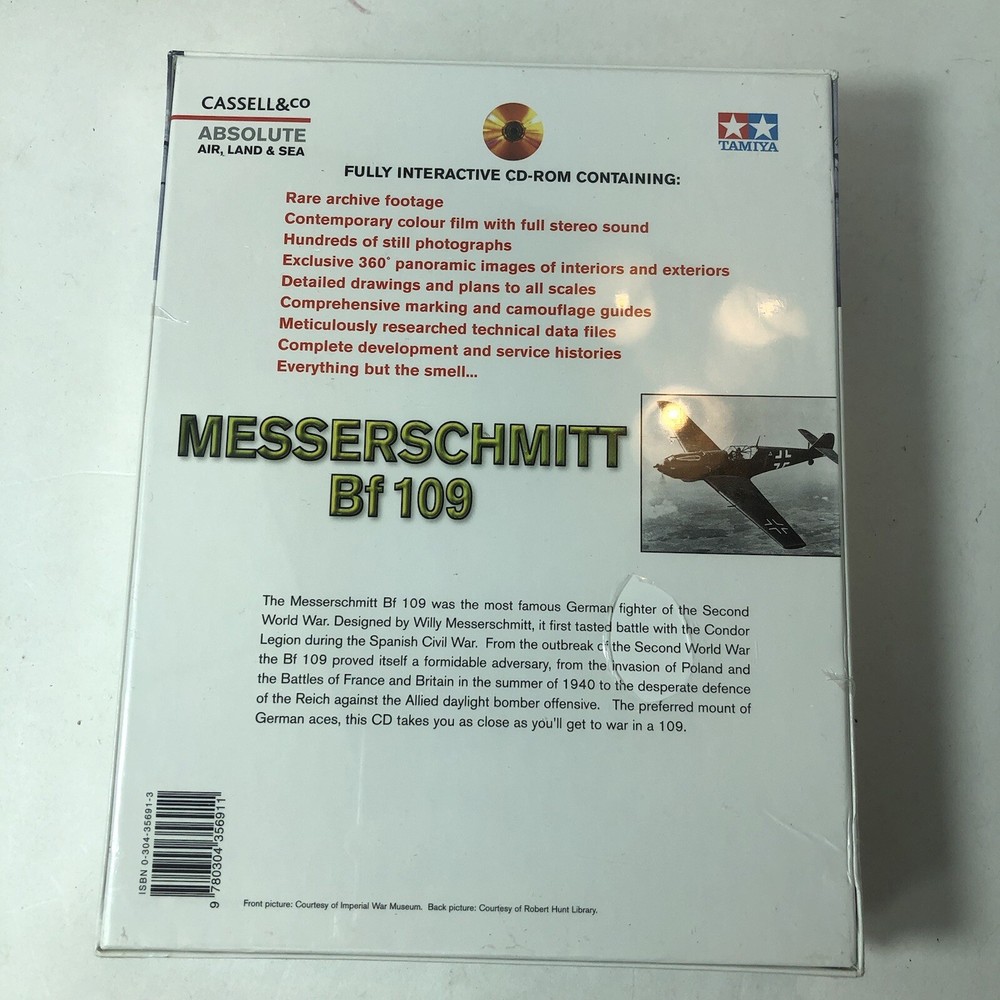 CASSELL&CO
ABSOLUTE
AIR, LAND & SEA
TAMIYA
FULLY INTERACTIVE CD-ROM CONTAINING:
Rare archive footage
Contemporary colour film with full stereo sound
Hundreds of still photographs
Exclusive 360° panoramic images of interiors and exteriors
Detailed drawings and plans to all scales
Comprehensive marking and camouflage guides
Meticulously researched technical data files
Complete development and service histories
Everything but the smell...
MESSERSCHMITT
Bf 109
The Messerschmitt Bf 109 was the most famous German fighter of the Second
World War. Designed by Willy Messerschmitt, it first tasted battle with the Condor
Legion during the Spanish Civil War. From the outbreak of the Second World War
the Bf 109 proved itself a formidable adversary, from the invasion of Poland and
the Battles of France and Britain in the summer of 1940 to the desperate defence
of the Reich against the Allied daylight bomber offensive. The preferred mount of
German aces, this CD takes you as close as you'll get to war in a 109.
ISBN 0-304-35691-3
9 780304 356911
Front picture: Courtesy of Imperial War Museum. Back picture: Courtesy of Robert Hunt Library.